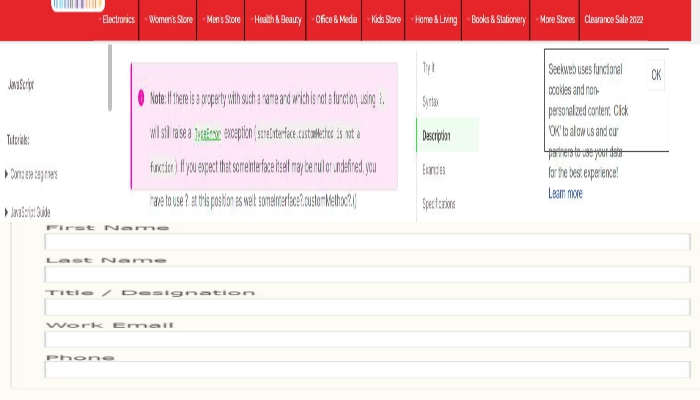 Electronics Women's Store Men's Store Health & Beauty Office & Media Kids Store Home & Living Books & Stationery More Stores Clearance Sale 2022
JavaScript
Tutorials:
Complete beginners
JavaScript Guide
Note: If there is a property with such a name and which is not a function, using ?.
will still raise a TypeError exception (someInterface.customMethod is not a
function). If you expect that someInterface itself may be null or undefined, you
have to use ?. at this position as well: someInterface?.customMethod?.()
Try it
Syntax
Description
Examples
Specifications
Seekweb uses functional
cookies and non-
personalized content. Click
'OK' to allow us and our
partners to use your data
for the best experience!
Learn more
OK
First Name
Last Name
Title / Designation
Work Email
Phone